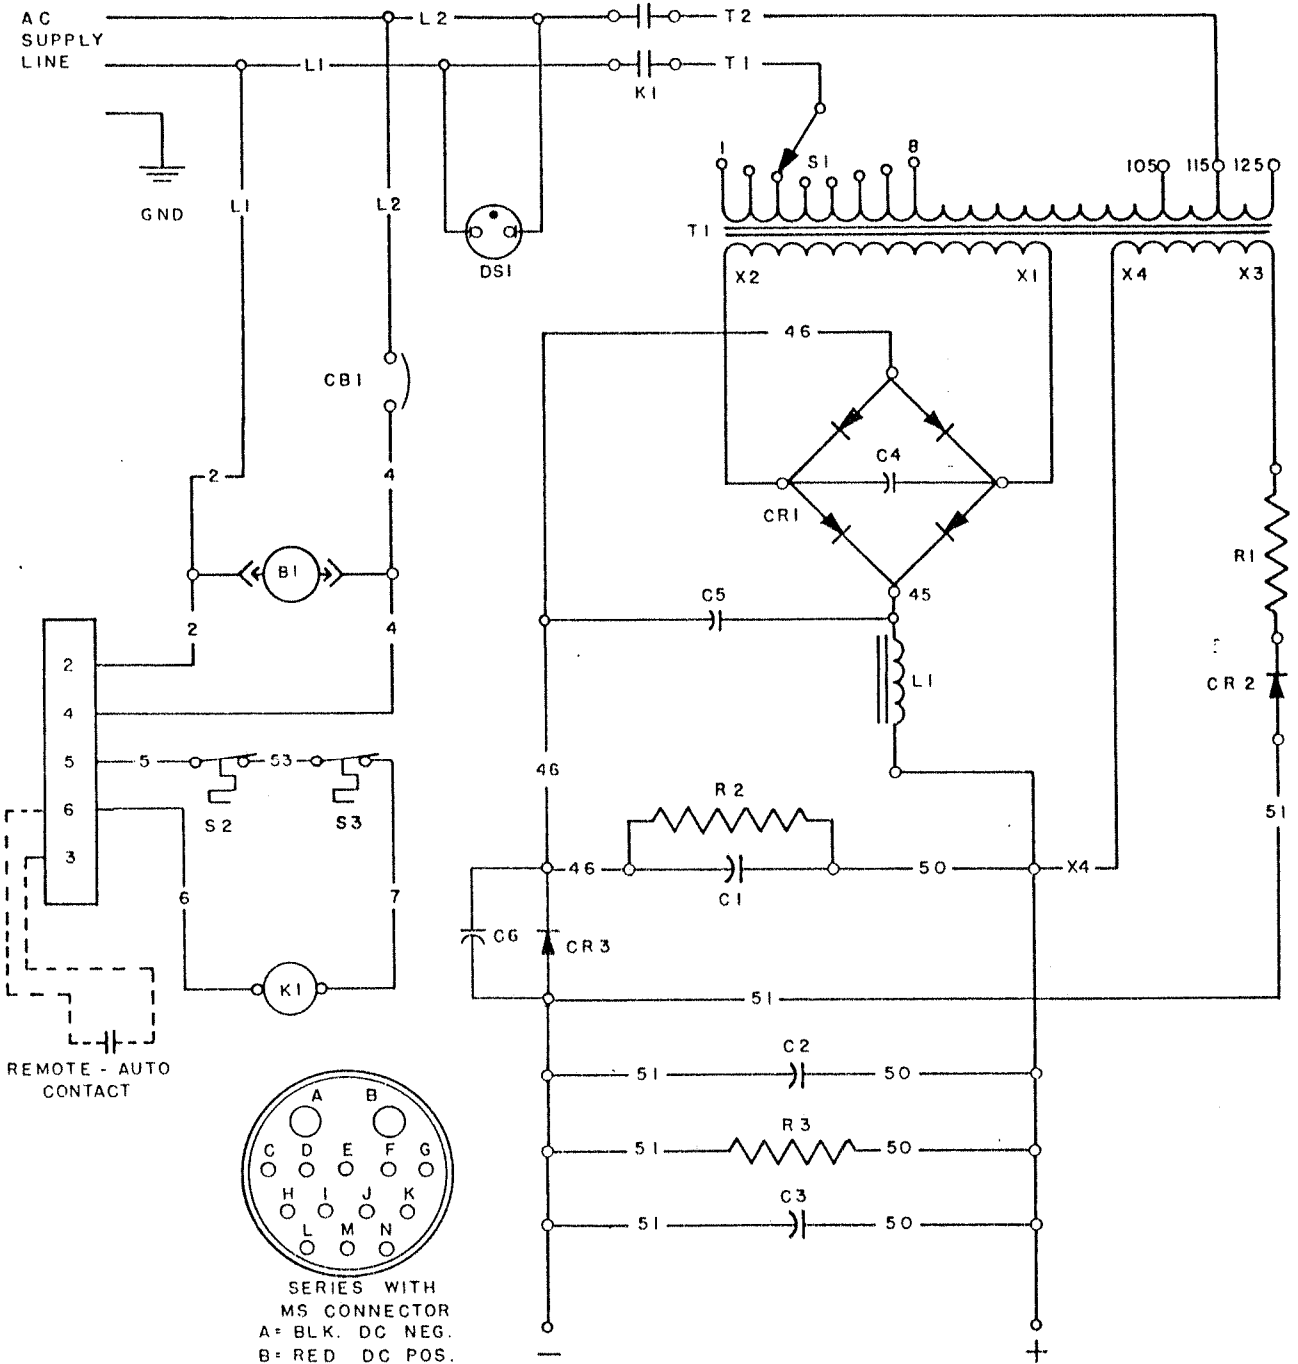 AC
SUPPLY
LINE
L2
T2
L1
T1
K1
GND
L1
L2
DS1
1
S1
8
105
115
125
T1
X2
X1
X4
X3
46
CB1
C4
2
4
CR1
R1
B1
45
C5
2
4
2
L1
CR2
4
5
5
53
46
6
S2
S3
R2
51
3
46
50
X4
C1
6
7
C6
CR3
K1
51
REMOTE - AUTO
CONTACT
C2
51
50
A
B
R3
C
D
E
F
G
51
50
H
I
J
K
C3
L
M
N
51
50
SERIES WITH
MS CONNECTOR
A= BLK. DC NEG.
B= RED DC POS.
− +